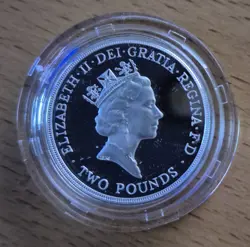 ELIZABETH · II · DEI · GRATIA · REGINA · F · D
TWO POUNDS